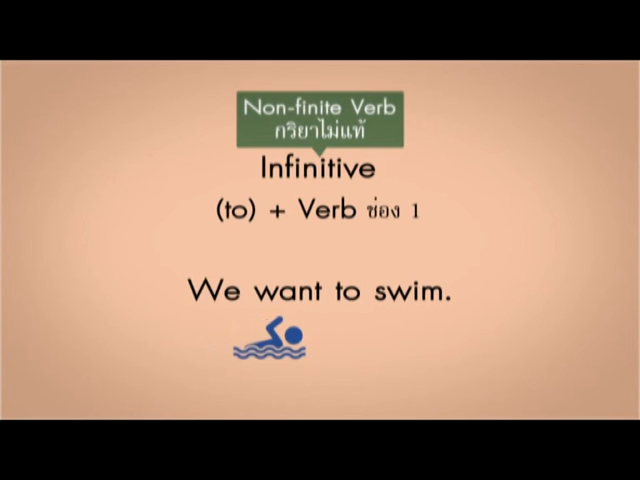 Non-finite Verb
กริยาไม่แท้
Infinitive
(to) + Verb ช่อง 1
We want to swim.